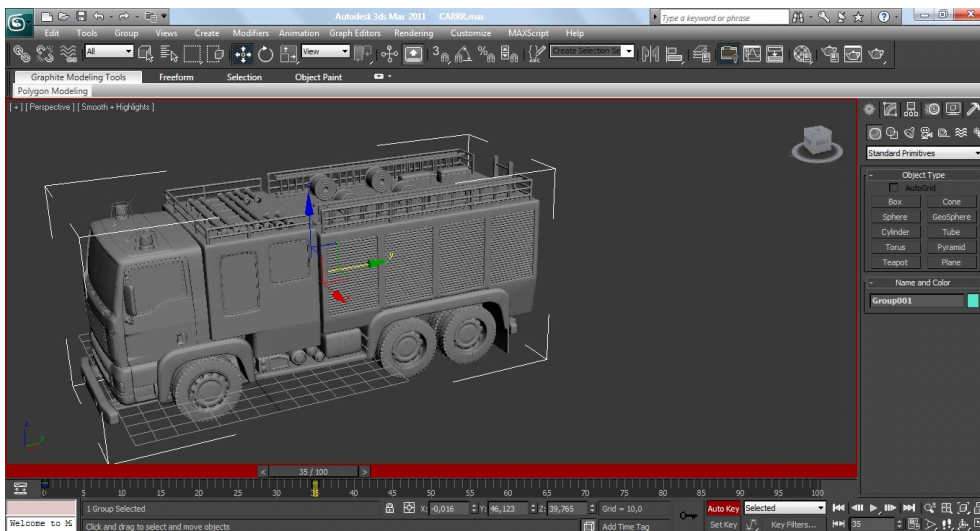 Autodesk 3ds Max 2011 CARRR.max
Type a keyword or phrase
Edit Tools Group Views Create Modifiers Animation Graph Editors Rendering Customize MAXScript Help
All View Create Selection Se
Graphite Modeling Tools Freeform Selection Object Paint
Polygon Modeling
[ + ] [ Perspective ] [ Smooth + Highlights ]
Standard Primitives
- Object Type
AutoGrid
Box Cone
Sphere GeoSphere
Cylinder Tube
Torus Pyramid
Teapot Plane
- Name and Color
Group001
z
y
y
< 35 / 100 >
0 5 10 15 20 25 30 35 40 45 50 55 60 65 70 75 80 85 90 95 100
1 Group Selected X: -0,016 Y: 46,123 Z: 39,765 Grid = 10,0 Auto Key Selected
Welcome to M Click and drag to select and move objects Add Time Tag Set Key Key Filters... 35